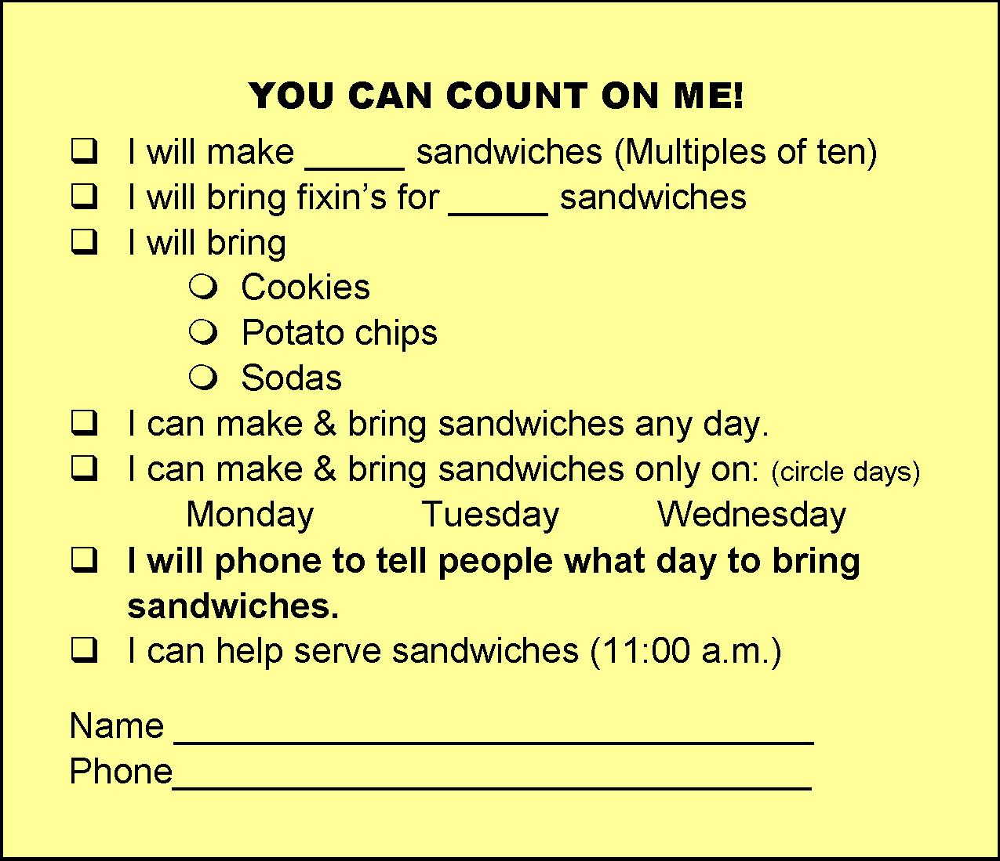 YOU CAN COUNT ON ME!
❑ I will make _____ sandwiches (Multiples of ten)
❑ I will bring fixin’s for _____ sandwiches
❑ I will bring
❍ Cookies
❍ Potato chips
❍ Sodas
❑ I can make & bring sandwiches any day.
❑ I can make & bring sandwiches only on: (circle days)
Monday Tuesday Wednesday
❑ I will phone to tell people what day to bring
sandwiches.
❑ I can help serve sandwiches (11:00 a.m.)
Name ________________________________
Phone________________________________